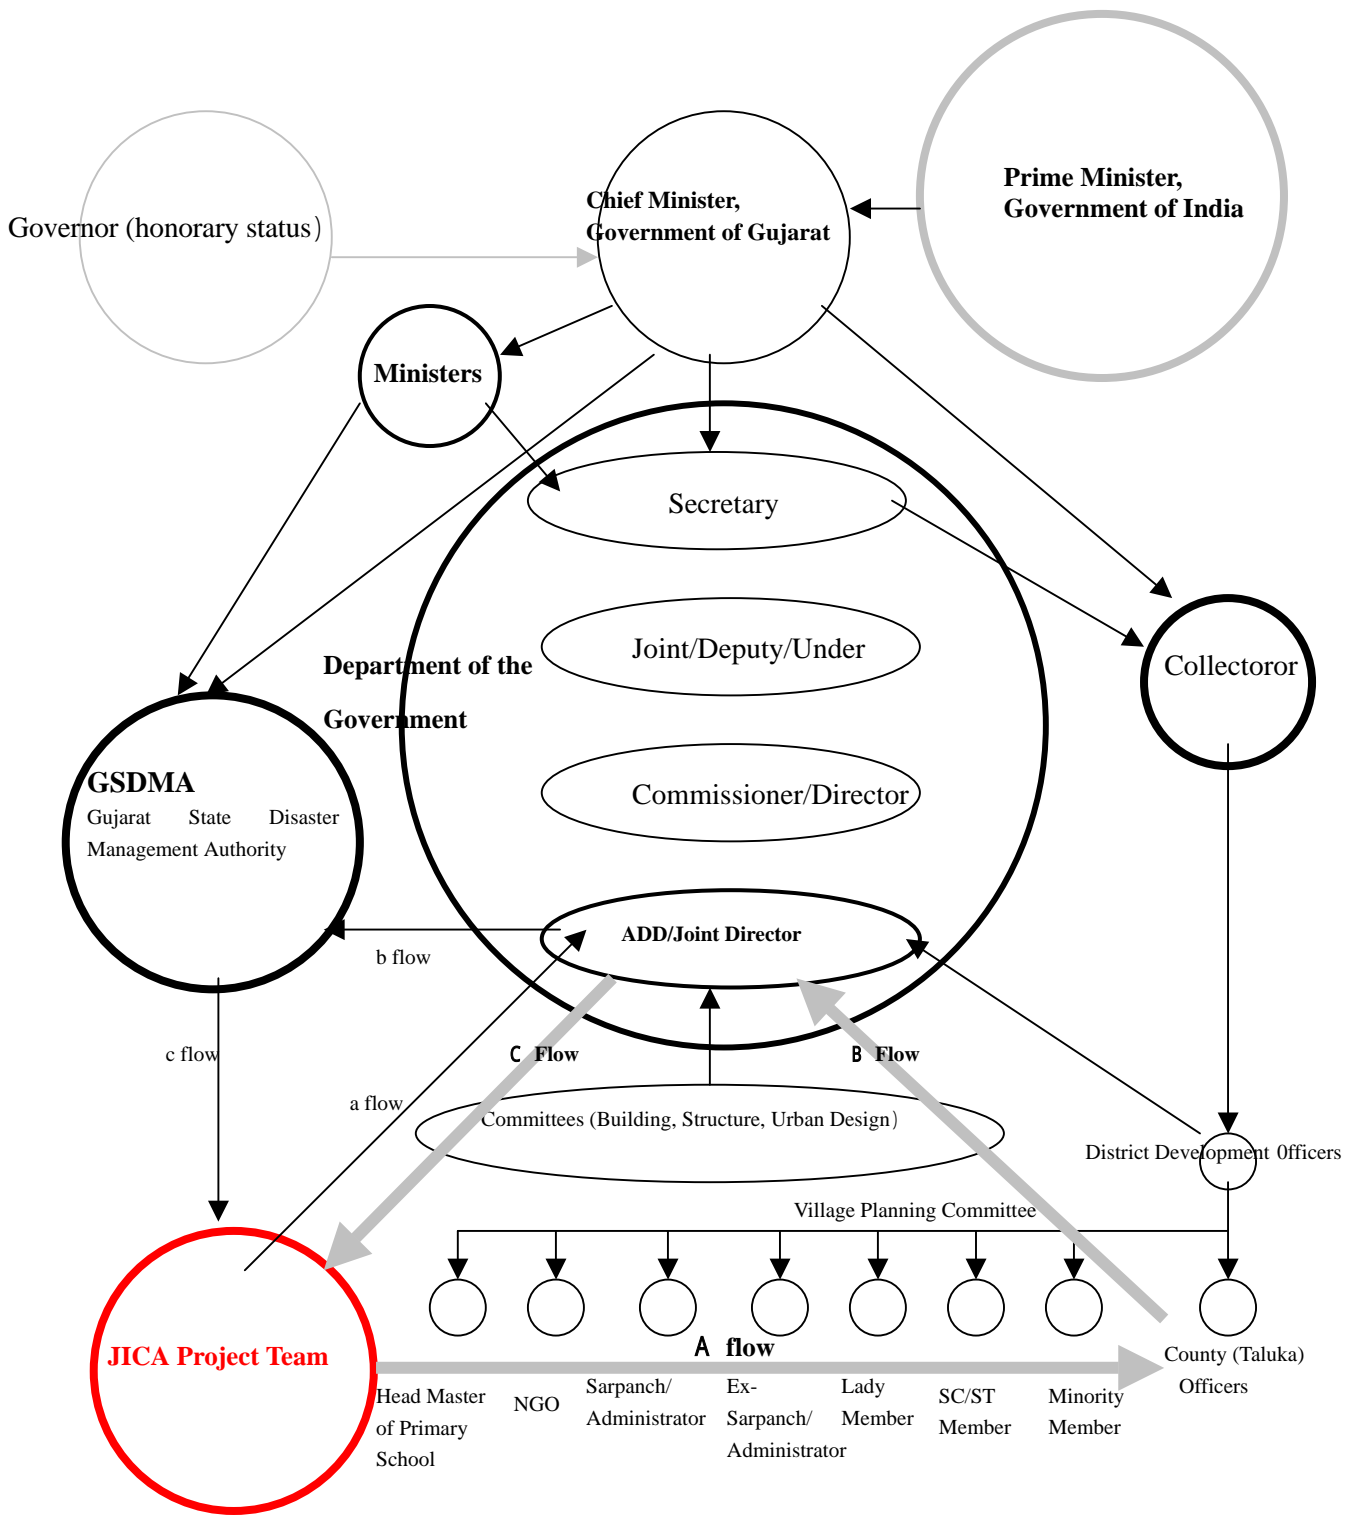 Prime Minister,
Government of India
Chief Minister,
Government of Gujarat
Governor (honorary status)
Ministers
Secretary
Joint/Deputy/Under
Collectoror
Department of the
Government
GSDMA
Gujarat State Disaster
Management Authority
Commissioner/Director
ADD/Joint Director
b flow
c flow
C Flow
B Flow
a flow
Committees (Building, Structure, Urban Design)
District Development 0fficers
Village Planning Committee
JICA Project Team
A flow
County (Taluka)
Officers
Head Master
of Primary
School
NGO
Sarpanch/
Administrator
Ex-
Sarpanch/
Administrator
Lady
Member
SC/ST
Member
Minority
Member